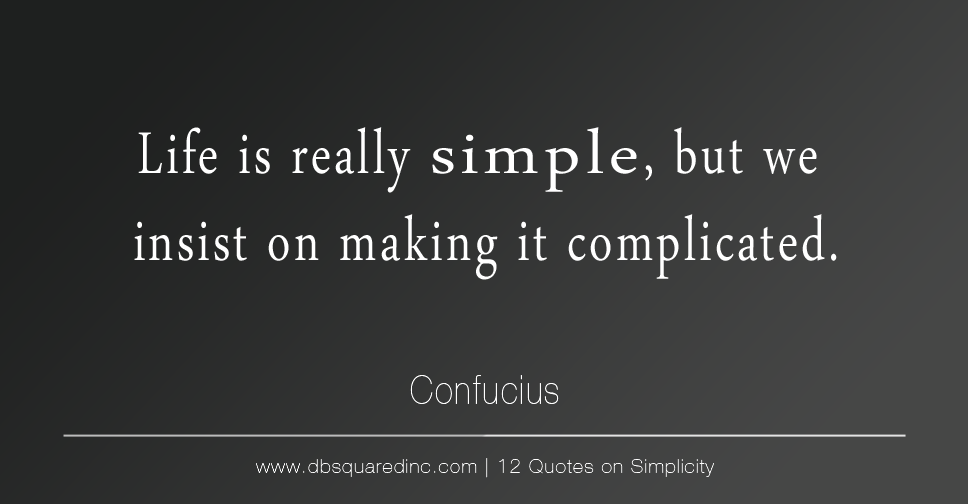 Life is really simple, but we
insist on making it complicated.
Confucius
www.dbsquaredinc.com | 12 Quotes on Simplicity